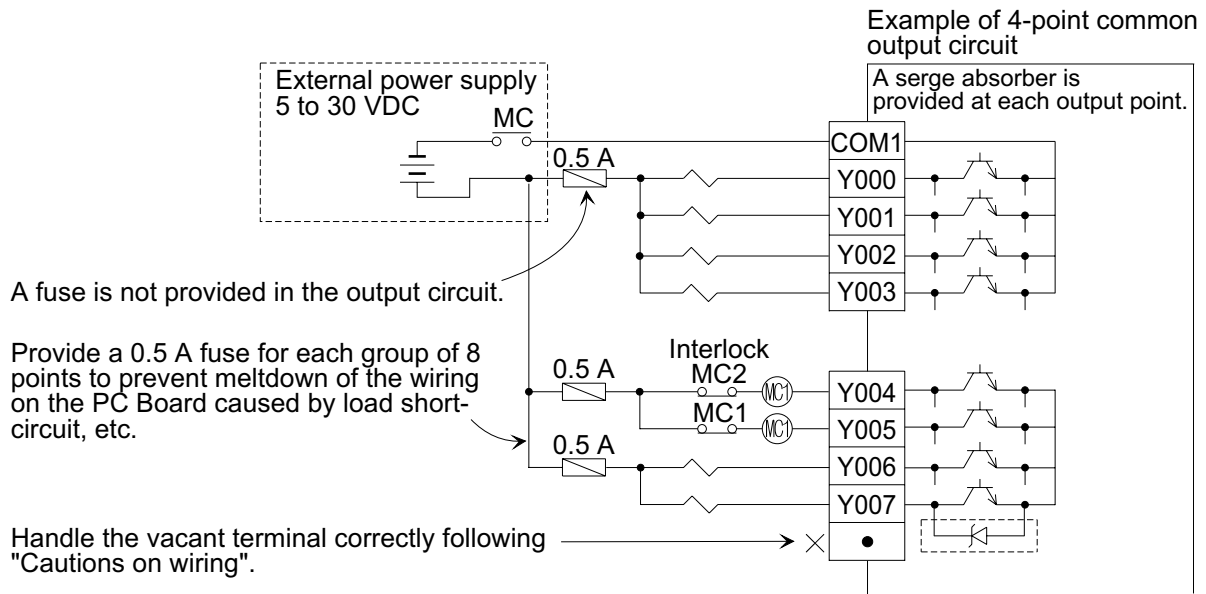 Example of 4-point common
output circuit
A serge absorber is
provided at each output point.
External power supply
5 to 30 VDC
MC
COM1
0.5 A
Y000
Y001
Y002
Y003
A fuse is not provided in the output circuit.
Provide a 0.5 A fuse for each group of 8
points to prevent meltdown of the wiring
on the PC Board caused by load short-
circuit, etc.
Interlock
0.5 A
MC2
MC1
Y004
MC1
MC1
Y005
0.5 A
Y006
Y007
Handle the vacant terminal correctly following
"Cautions on wiring".